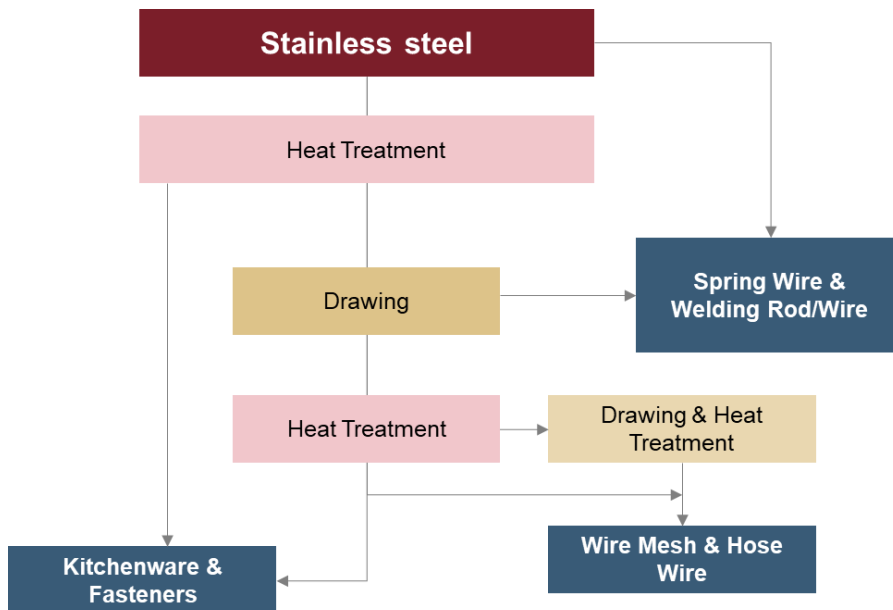 Stainless steel
Heat Treatment
Drawing
Spring Wire &
Welding Rod/Wire
Heat Treatment
Drawing & Heat
Treatment
Kitchenware &
Fasteners
Wire Mesh & Hose
Wire